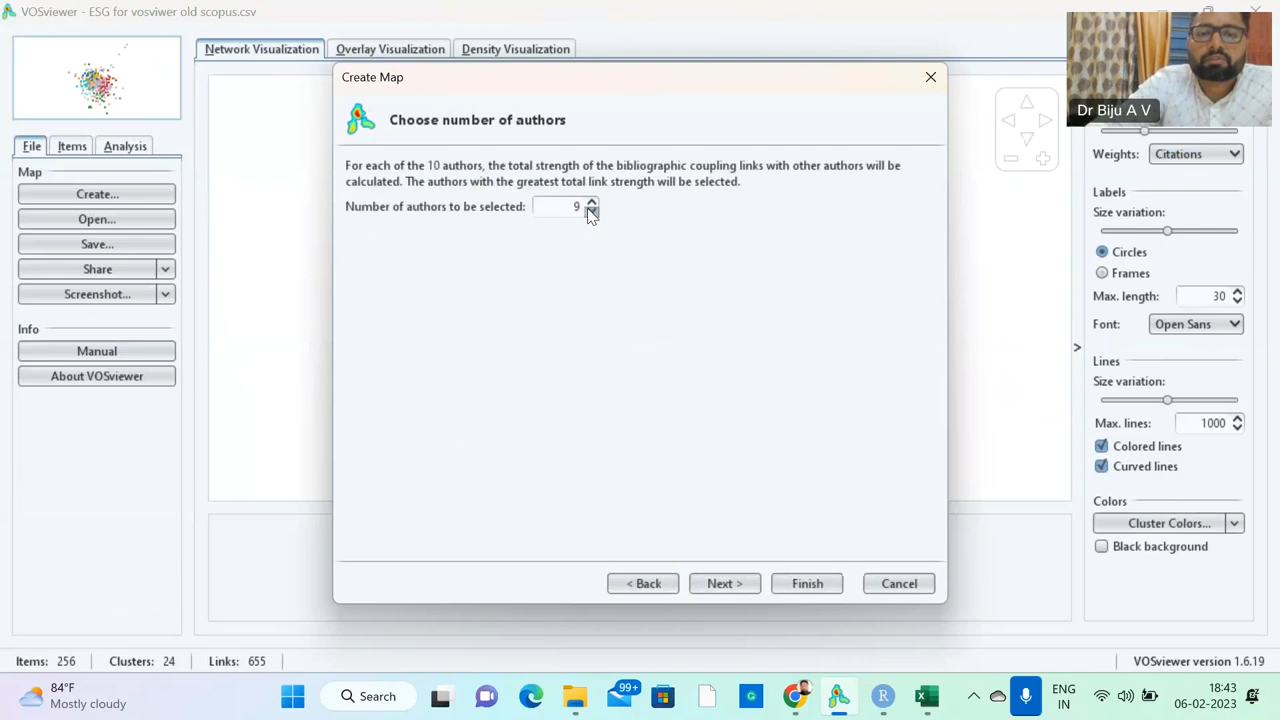 VOSviewer - ESG for vosviwer old scopus.csv
Network Visualization
Overlay Visualization
Density Visualization
Create Map
Dr Biju A V
Choose number of authors
For each of the 10 authors, the total strength of the bibliographic coupling links with other authors will be
calculated. The authors with the greatest total link strength will be selected.
Number of authors to be selected: 9
< Back
Next >
Finish
Cancel
File
Items
Analysis
Map
Create...
Open...
Save...
Share
Screenshot...
Info
Manual
About VOSviewer
Weights: Citations
Labels
Size variation:
Circles
Frames
Max. length: 30
Font: Open Sans
>
Lines
Size variation:
Max. lines: 1000
Colored lines
Curved lines
Colors
Cluster Colors...
Black background
Items: 256
Clusters: 24
Links: 655
VOSviewer version 1.6.19
84°F
Mostly cloudy
Search
99+
G
R
ENG
IN
18:43
06-02-2023